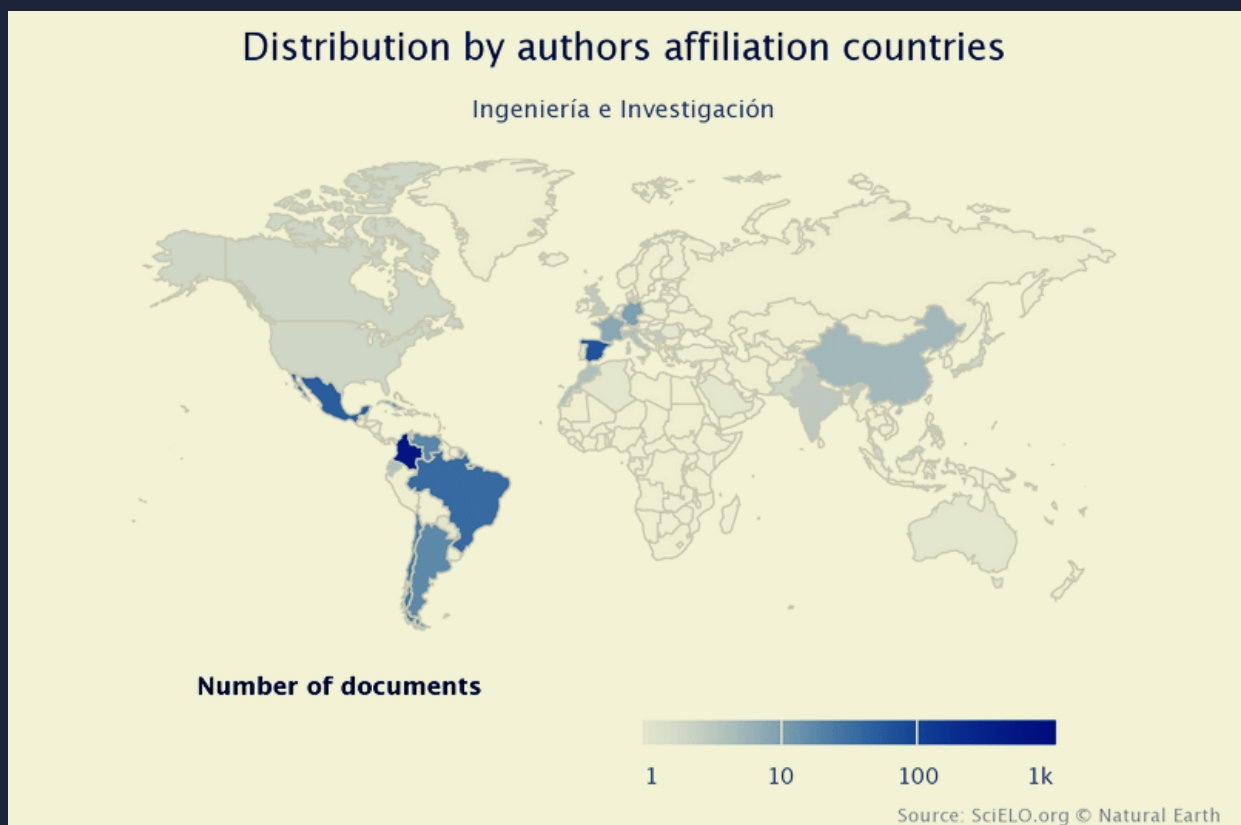 Distribution by authors affiliation countries
Ingeniería e Investigación
Number of documents
1 10 100 1k
Source: SciELO.org © Natural Earth